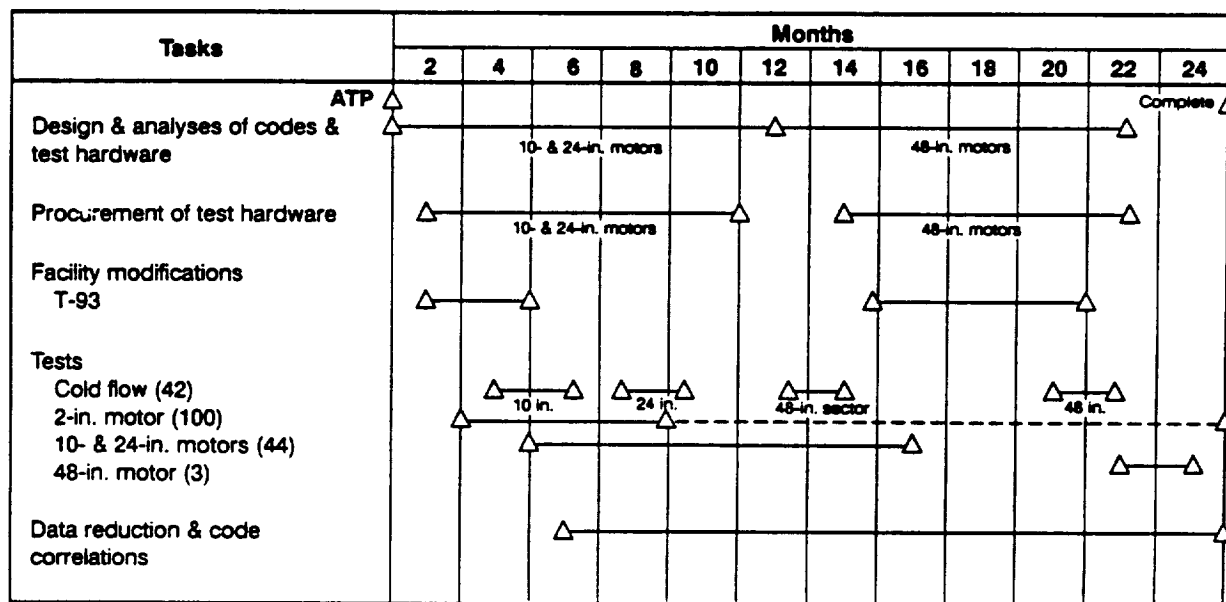 Tasks
Months
2 4 6 8 10 12 14 16 18 20 22 24
ATP
Complete
Design & analyses of codes &
test hardware
10- & 24-in. motors
48-in. motors
Procurement of test hardware
10- & 24-in. motors
48-in. motors
Facility modifications
T-93
Tests
Cold flow (42)
10 in.
24 in.
48-in. sector
48 in.
2-in. motor (100)
10- & 24-in. motors (44)
48-in. motor (3)
Data reduction & code
correlations